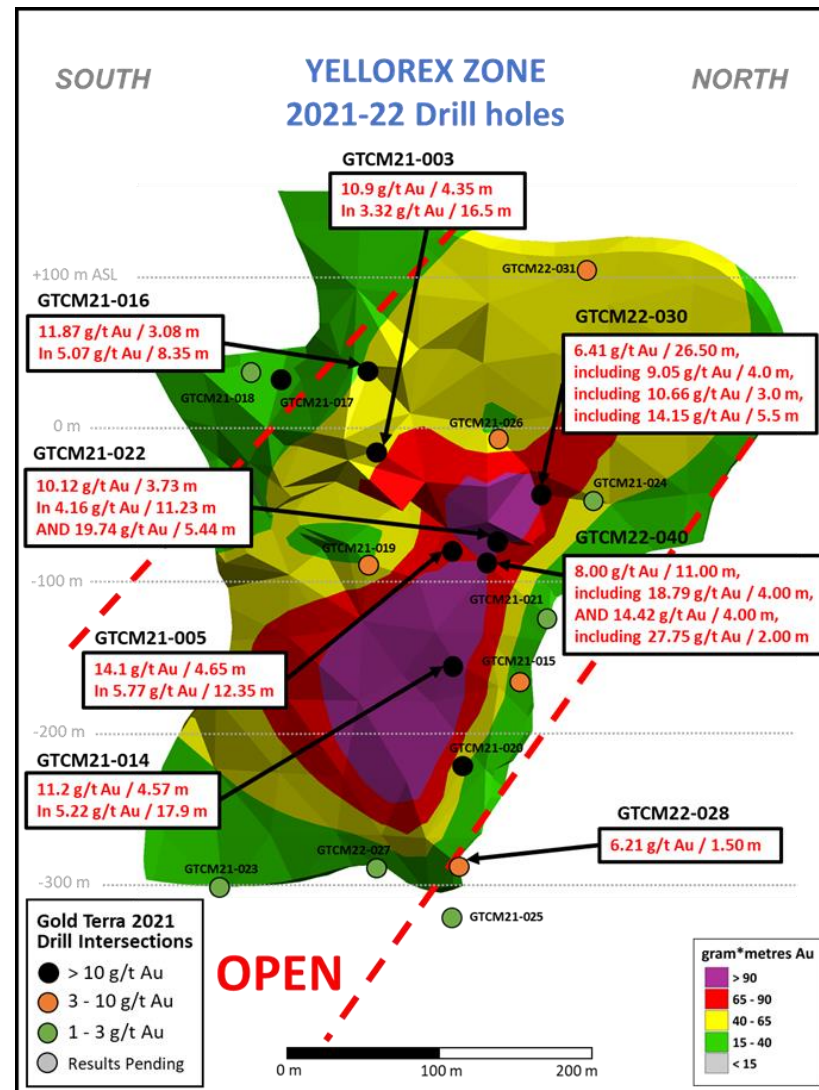 SOUTH
YELLOREX ZONE
NORTH
2021-22 Drill holes
GTCM21-003
10.9 g/t Au / 4.35 m
In 3.32 g/t Au / 16.5 m
+100 m ASL
GTCM22-031
GTCM21-016
11.87 g/t Au / 3.08 m
In 5.07 g/t Au / 8.35 m
GTCM22-030
6.41 g/t Au / 26.50 m,
including 9.05 g/t Au / 4.0 m,
including 10.66 g/t Au / 3.0 m,
including 14.15 g/t Au / 5.5 m
GTCM21-018
GTCM21-017
0 m
GTCM21-026
GTCM21-022
10.12 g/t Au / 3.73 m
In 4.16 g/t Au / 11.23 m
AND 19.74 g/t Au / 5.44 m
GTCM21-024
GTCM22-040
8.00 g/t Au / 11.00 m,
including 18.79 g/t Au / 4.00 m,
AND 14.42 g/t Au / 4.00 m,
including 27.75 g/t Au / 2.00 m
GTCM21-019
-100 m
GTCM21-021
GTCM21-005
14.1 g/t Au / 4.65 m
In 5.77 g/t Au / 12.35 m
GTCM21-015
-200 m
GTCM21-020
GTCM21-014
11.2 g/t Au / 4.57 m
In 5.22 g/t Au / 17.9 m
GTCM22-028
6.21 g/t Au / 1.50 m
GTCM21-023
GTCM22-027
-300 m
GTCM21-025
Gold Terra 2021
Drill Intersections
> 10 g/t Au
3 - 10 g/t Au
1 - 3 g/t Au
Results Pending
OPEN
gram*metres Au
> 90
65 - 90
40 - 65
15 - 40
< 15
0 m
100 m
200 m